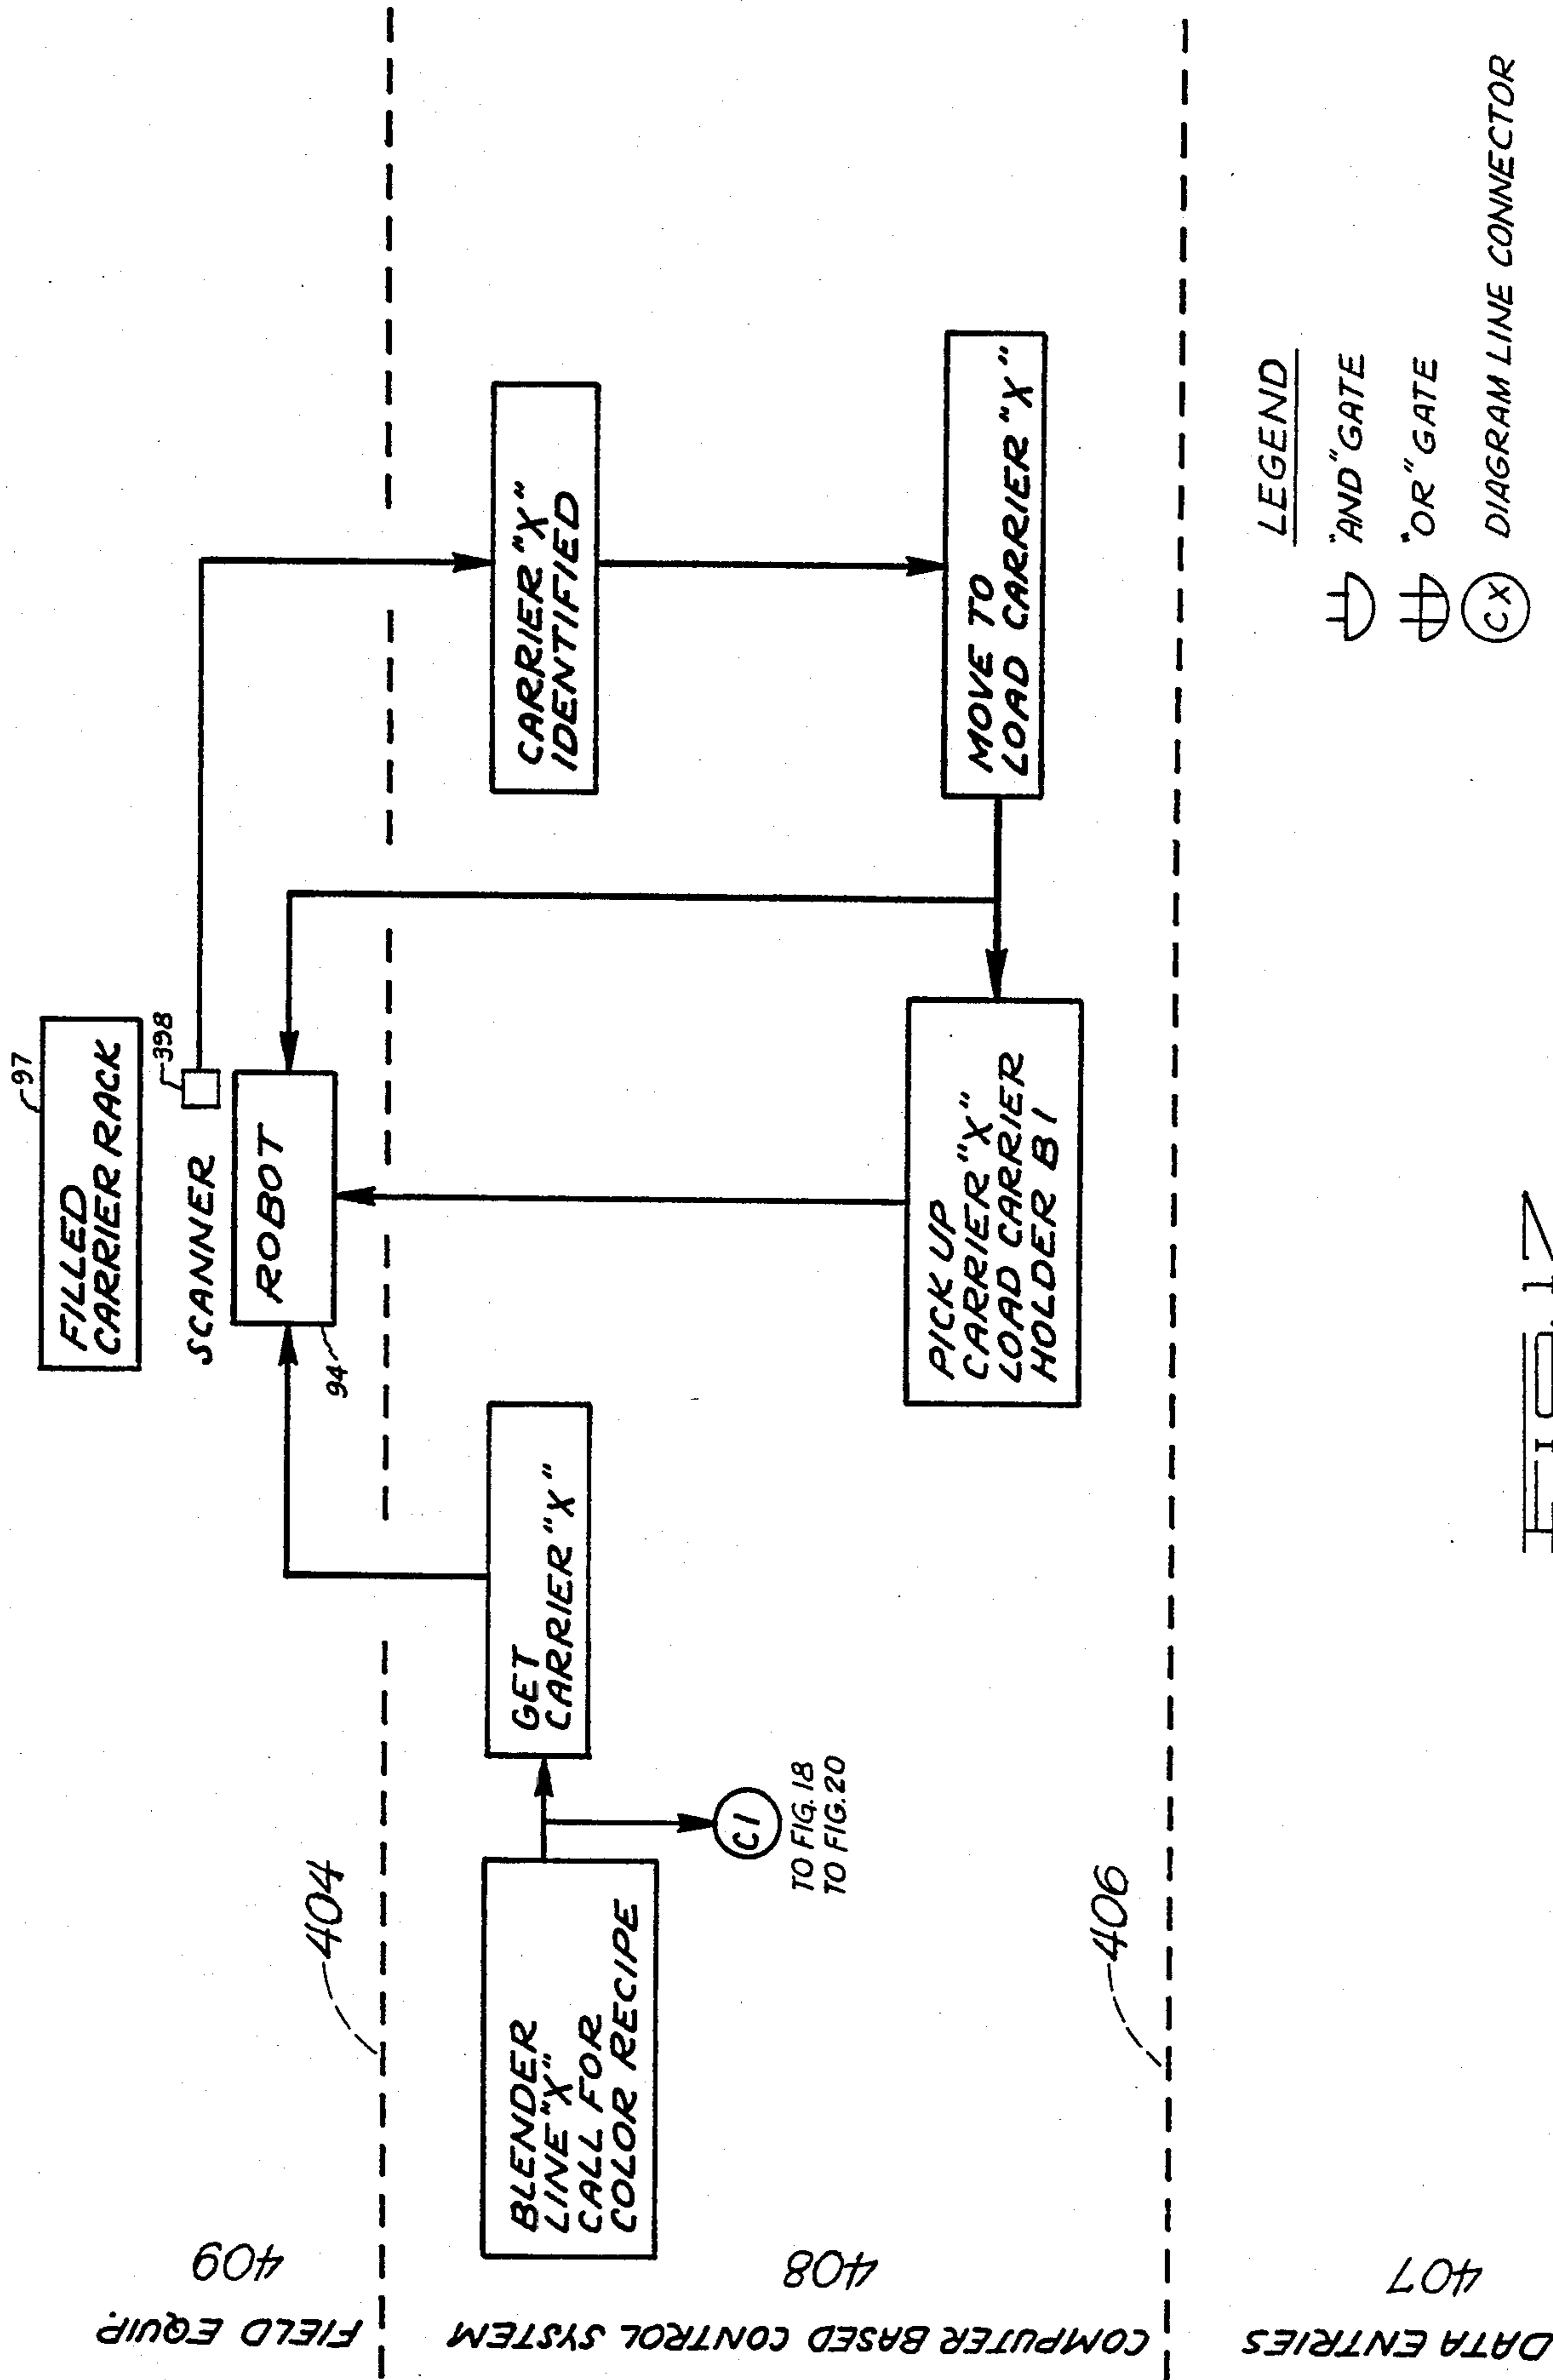 97
FILLED
CARRIER RACK
398
SCANNER
ROBOT
94
404
FIELD EQUIP.
409
BLENDER
LINE "X"
CALL FOR
COLOR RECIPE
GET
CARRIER "X"
C1
TO FIG. 18
TO FIG. 20
CARRIER "X"
IDENTIFIED
PICK UP
CARRIER "X"
LOAD CARRIER
HOLDER B1
MOVE TO
LOAD CARRIER "X"
COMPUTER BASED CONTROL SYSTEM
408
406
DATA ENTRIES
407
LEGEND
"AND" GATE
"OR" GATE
CX DIAGRAM LINE CONNECTOR
FIG. 17